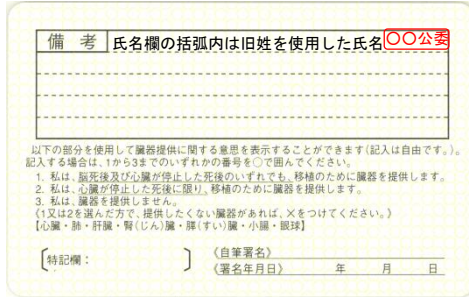 備考 氏名欄の括弧内は旧姓を使用した氏名 〇〇公委
以下の部分を使用して臓器提供に関する意思を表示することができます(記入は自由です。)。
記入する場合は、1から3までのいずれかの番号を〇で囲んでください。
1. 私は、脳死後及び心臓が停止した死後のいずれでも、移植のために臓器を提供します。
2. 私は、心臓が停止した死後に限り、移植のために臓器を提供します。
3. 私は、臓器を提供しません。
《1又は2を選んだ方で、提供したくない臓器があれば、×をつけてください。》
【心臓・肺・肝臓・腎(じん)臓・膵(すい)臓・小腸・眼球】
〔特記欄: 〕
《自筆署名》
《署名年月日》 年 月 日